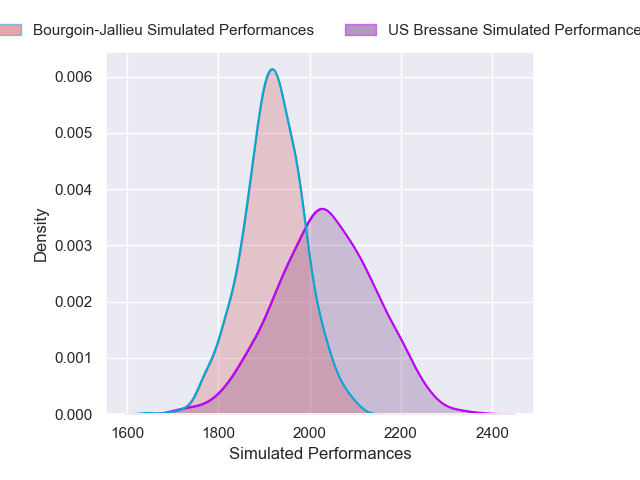 Bourgoin-Jallieu Simulated Performances US Bressane Simulated Performance
0.006
0.005
0.004
0.003
0.002
0.001
0.000
Density
1600 1800 2000 2200 2400
Simulated Performances